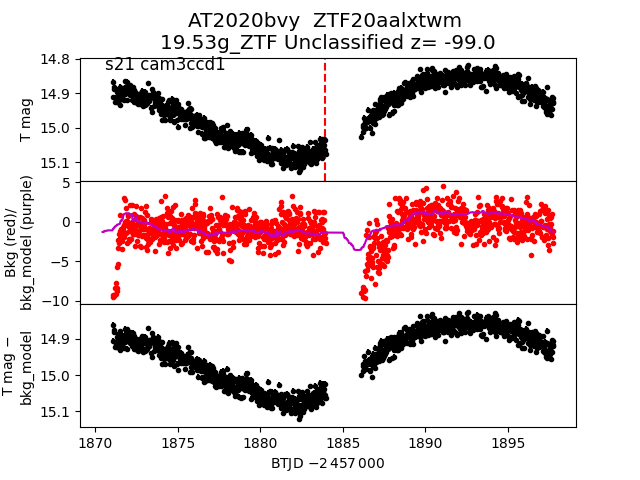 AT2020bvy  ZTF20aalxtwm
19.53g_ZTF Unclassified z= -99.0
s21 cam3ccd1
14.8
14.9
15.0
15.1
T mag
5
0
−5
−10
Bkg (red)/
bkg_model (purple)
14.9
15.0
15.1
T mag −
bkg_model
1870
1875
1880
1885
1890
1895
BTJD −2 457 000